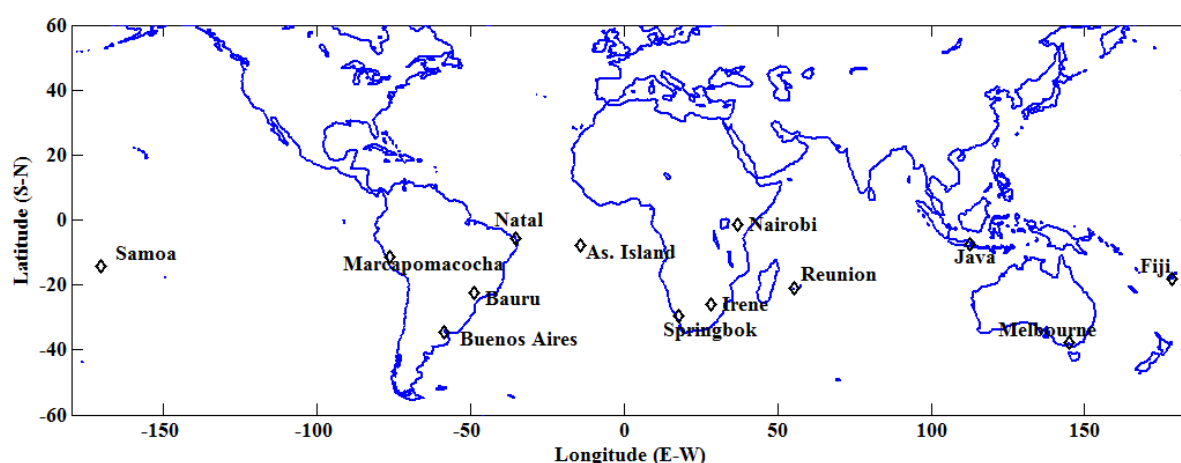 60
40
20
0
-20
-40
-60
Latitude (S-N)
Natal
Nairobi
Samoa
As. Island
Marcapomacocha
Java
Fiji
Reunion
Bauru
Irene
Springbok
Melbourne
Buenos Aires
-150 -100 -50 0 50 100 150
Longitude (E-W)